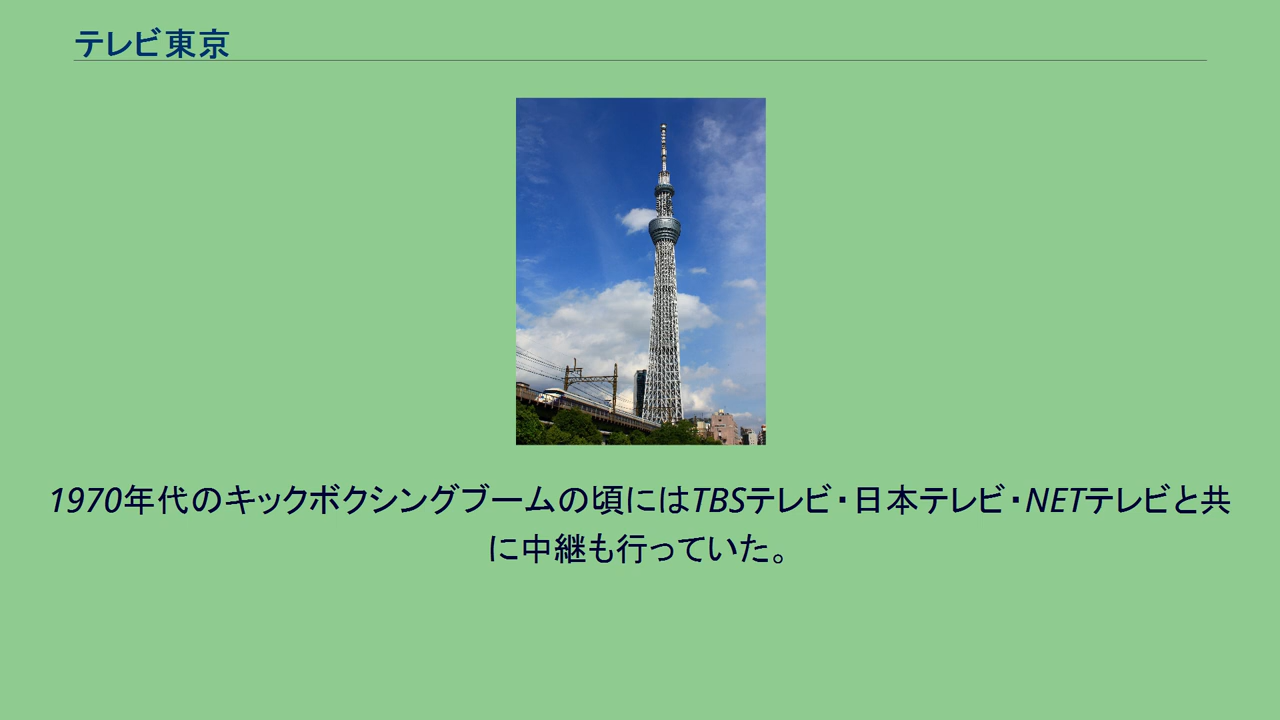 テレビ東京
1970年代のキックボクシングブームの頃にはTBSテレビ・日本テレビ・NETテレビと共
に中継も行っていた。